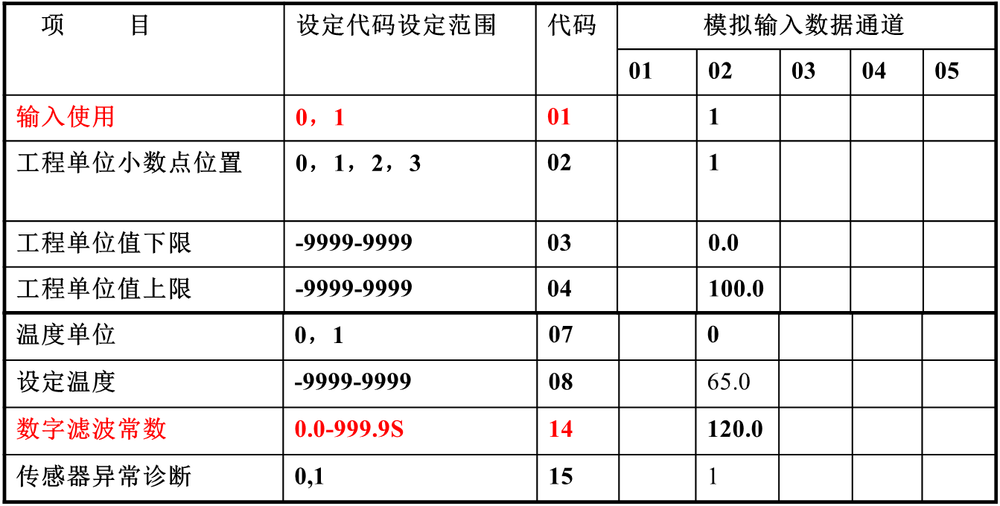 项 目 设定代码设定范围 代码 模拟输入数据通道
01 02 03 04 05
输入使用 0，1 01 1
工程单位小数点位置 0，1，2，3 02 1
工程单位值下限 -9999-9999 03 0.0
工程单位值上限 -9999-9999 04 100.0
温度单位 0，1 07 0
设定温度 -9999-9999 08 65.0
数字滤波常数 0.0-999.9S 14 120.0
传感器异常诊断 0,1 15 1